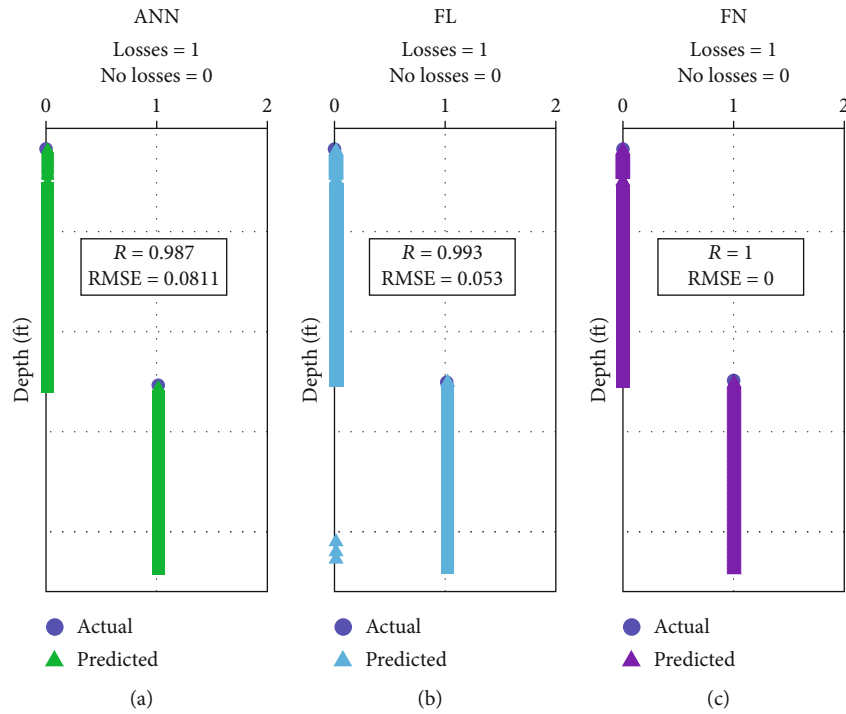 ANN
Losses = 1
No losses = 0
0 1 2
Depth (ft)
R = 0.987
RMSE = 0.0811
Actual
Predicted
(a)
FL
Losses = 1
No losses = 0
0 1 2
Depth (ft)
R = 0.993
RMSE = 0.053
Actual
Predicted
(b)
FN
Losses = 1
No losses = 0
0 1 2
Depth (ft)
R = 1
RMSE = 0
Actual
Predicted
(c)